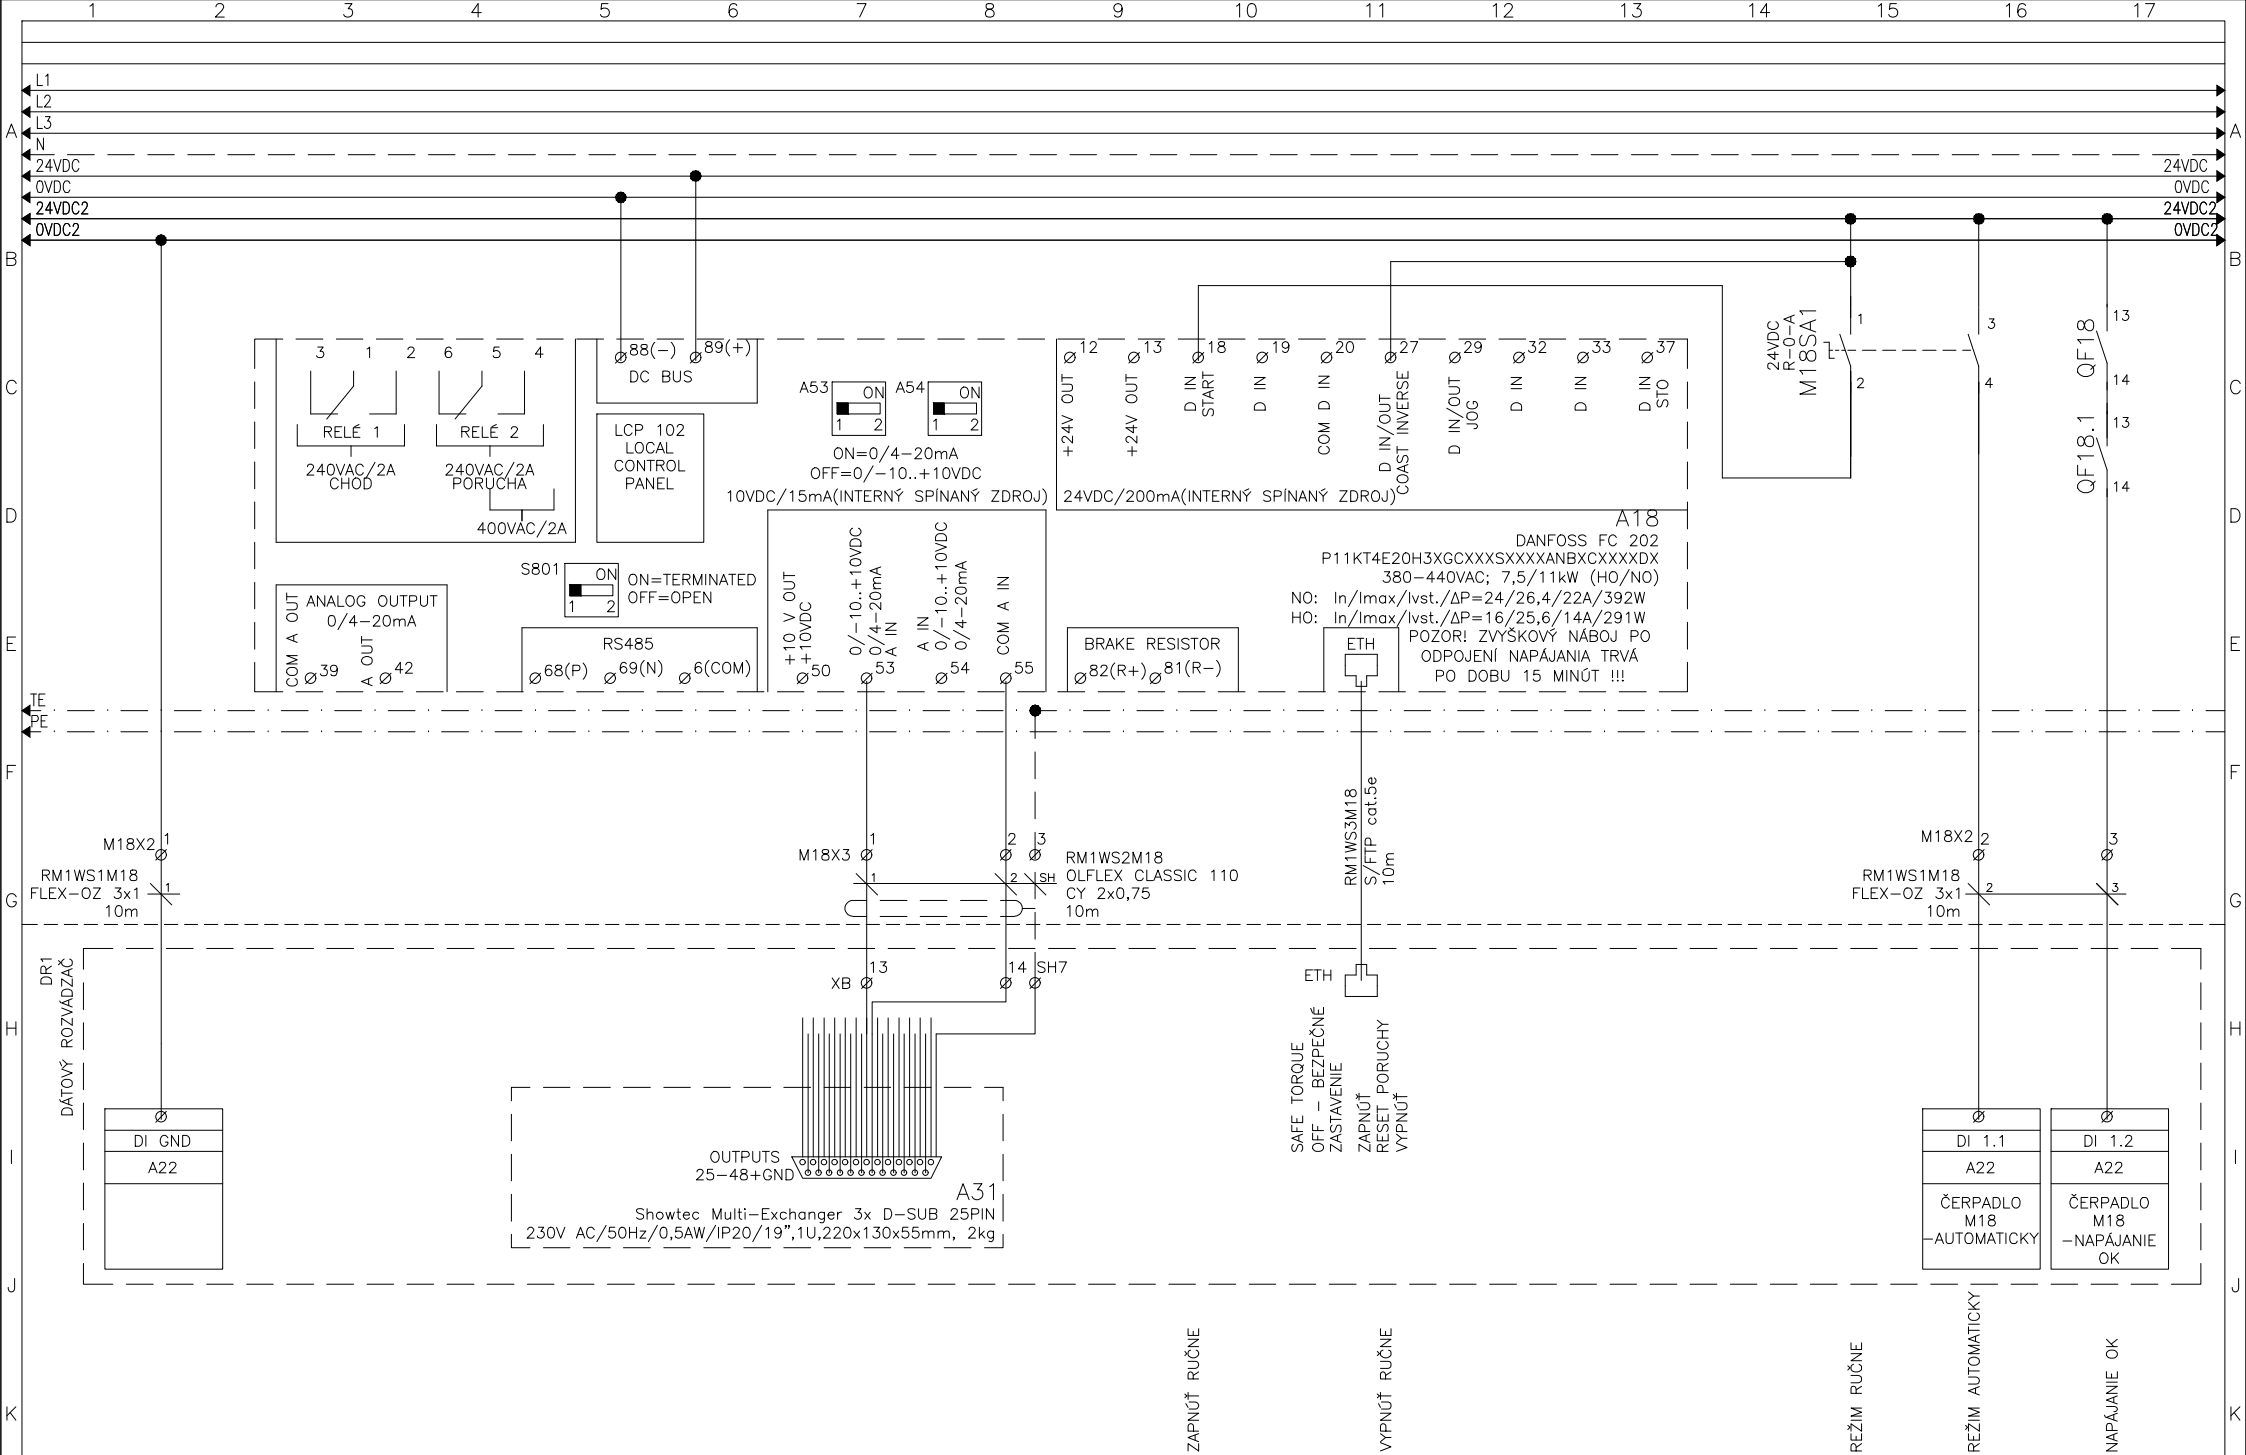 1 2 3 4 5 6 7 8 9 10 11 12 13 14 15 16 17
L1
L2
L3
A A
N
24VDC 24VDC
0VDC 0VDC
24VDC2 24VDC2
0VDC2 0VDC2
B B
3 1 2 6 5 4
RELÉ 1
240VAC/2A
CHOD
RELÉ 2
240VAC/2A
PORUCHA
400VAC/2A
88(-) 89(+)
DC BUS
LCP 102
LOCAL
CONTROL
PANEL
A53
ON
1 2
A54
ON
1 2
ON=0/4-20mA
OFF=0/-10..+10VDC
10VDC/15mA(INTERNÝ SPÍNANÝ ZDROJ)
12 13 18 19 20 27 29 32 33 37
+24V OUT
+24V OUT
D IN
START
D IN
COM D IN
D IN/OUT
COAST INVERSE
D IN/OUT
JOG
D IN
D IN
D IN
STO
24VDC/200mA(INTERNÝ SPÍNANÝ ZDROJ)
24VDC
R-0-A
M18SA1
1
2
3
4
QF18
13
14
QF18.1
13
14
C C
D D
A18
DANFOSS FC 202
P11KT4E20H3XGCXXXSXXXXANBXCXXXXDX
380-440VAC; 7,5/11kW (HO/NO)
NO: In/Imax/Ivst./ΔP=24/26,4/22A/392W
HO: In/Imax/Ivst./ΔP=16/25,6/14A/291W
POZOR! ZVYŠKOVÝ NÁBOJ PO
ODPOJENÍ NAPÁJANIA TRVÁ
PO DOBU 15 MINÚT !!!
S801
ON
1 2
ON=TERMINATED
OFF=OPEN
COM A OUT
ANALOG OUTPUT
0/4-20mA
A OUT
39 42
RS485
68(P) 69(N) 6(COM)
+10 V OUT
+10VDC
0/-10..+10VDC
0/4-20mA
A IN
A IN
0/-10..+10VDC
0/4-20mA
COM A IN
50 53 54 55
BRAKE RESISTOR
82(R+) 81(R-)
ETH
E E
TE
PE
F F
M18X2 1
RM1WS1M18
FLEX-OZ 3x1
10m
1
M18X3 1 2 3
1 2 SH
RM1WS2M18
OLFLEX CLASSIC 110
CY 2x0,75
10m
RM1WS3M18
S/FTP cat.5e
10m
M18X2 2 3
RM1WS1M18
FLEX-OZ 3x1
10m
2 3
G G
DR1
DÁTOVÝ ROZVÁDZAČ
XB 13 14 SH7
ETH
H H
SAFE TORQUE
OFF - BEZPEČNÉ
ZASTAVENIE
ZAPNÚŤ
RESET PORUCHY
VYPNÚŤ
DI GND
A22
OUTPUTS
25-48+GND
A31
Showtec Multi-Exchanger 3x D-SUB 25PIN
230V AC/50Hz/0,5AW/IP20/19",1U,220x130x55mm, 2kg
DI 1.1
A22
ČERPADLO
M18
-AUTOMATICKY
DI 1.2
A22
ČERPADLO
M18
-NAPÁJANIE
OK
I I
J J
ZAPNÚŤ RUČNE
VYPNÚŤ RUČNE
REŽIM RUČNE
REŽIM AUTOMATICKY
NAPÁJANIE OK
K K